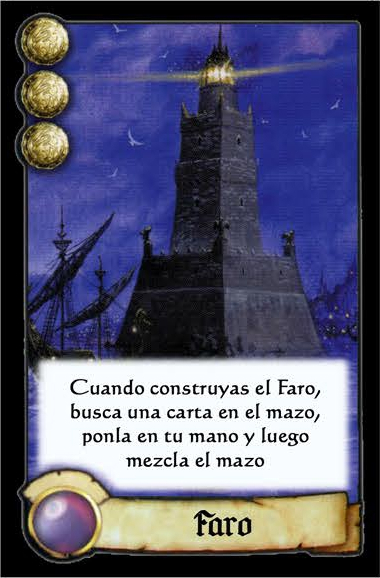 Cuando construyas el Faro,
busca una carta en el mazo,
ponla en tu mano y luego
mezcla el mazo
Faro